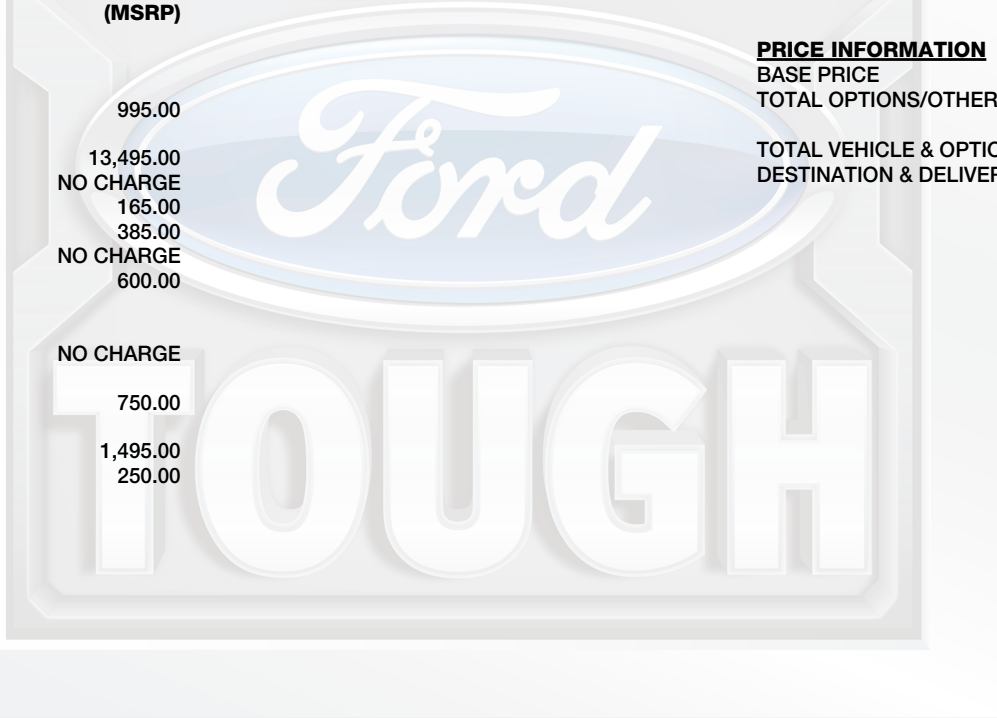 (MSRP)
995.00
13,495.00
NO CHARGE
165.00
385.00
NO CHARGE
600.00
NO CHARGE
750.00
1,495.00
250.00
PRICE INFORMATION
BASE PRICE
TOTAL OPTIONS/OTHER
TOTAL VEHICLE & OPTIO
DESTINATION & DELIVER
Ford
TOUGH